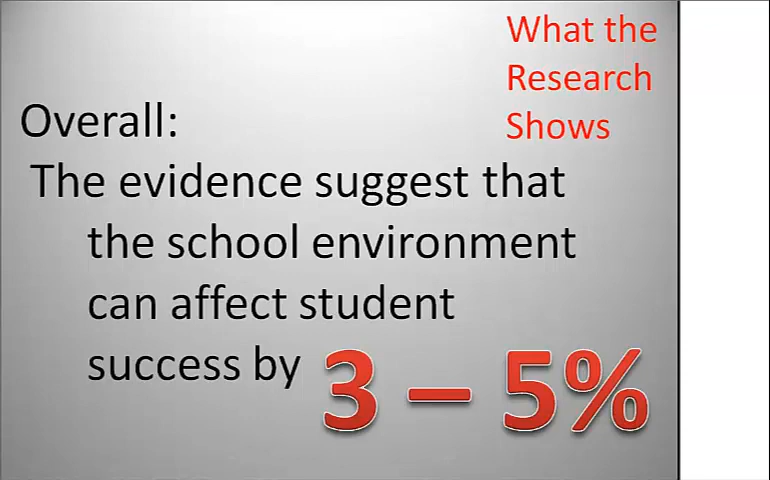 What the
Research
Shows
Overall:
The evidence suggest that
the school environment
can affect student
success by 3 – 5%